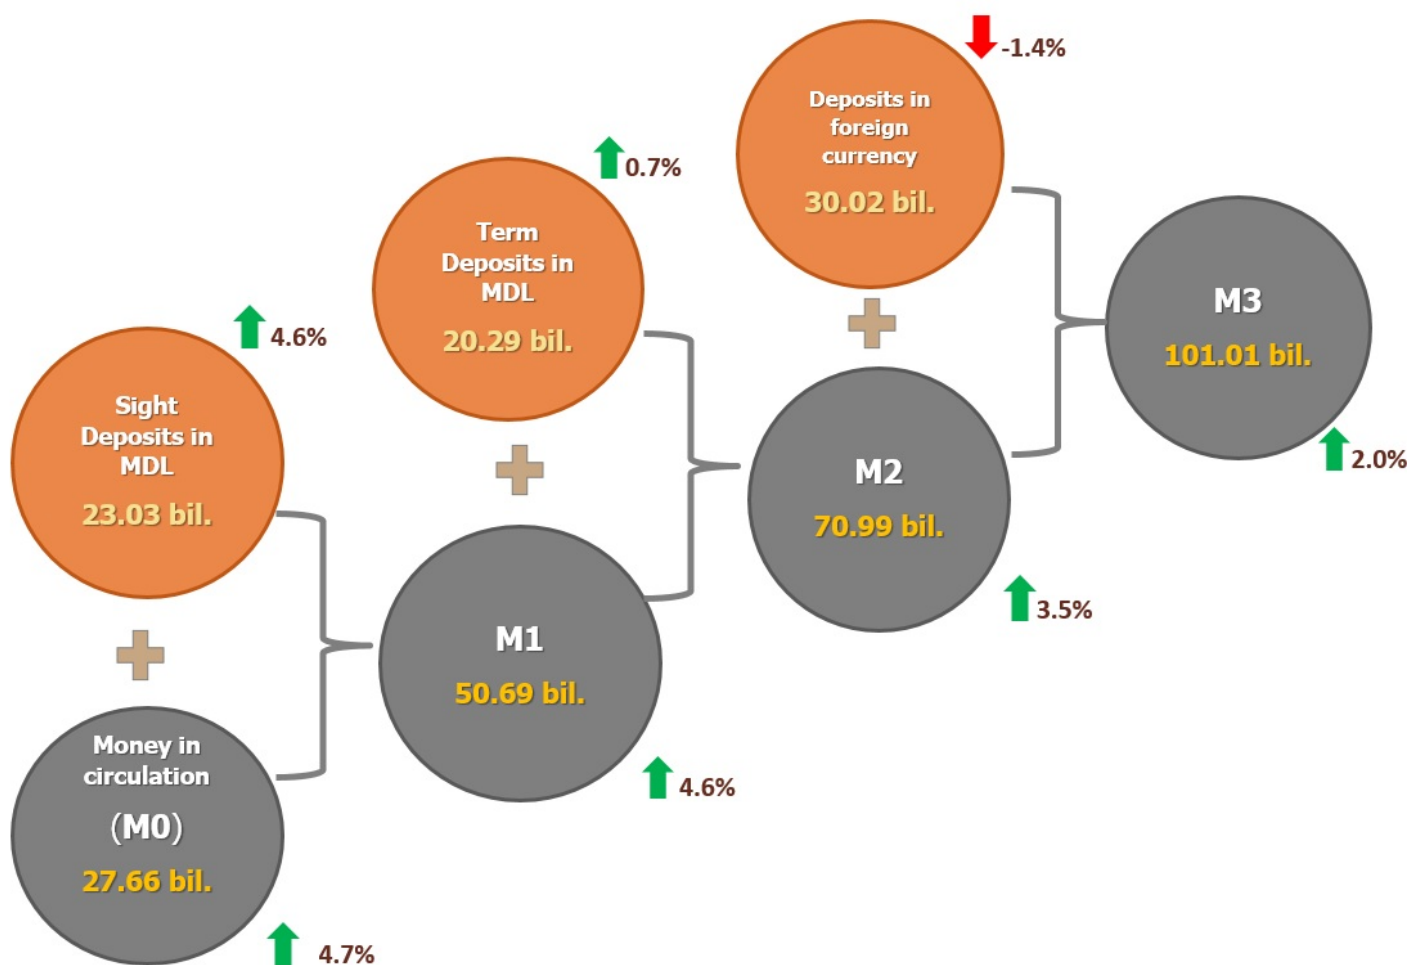 Sight
Deposits in
MDL
23.03 bil.
4.6%
Money in
circulation
(M0)
27.66 bil.
4.7%
Term
Deposits in
MDL
20.29 bil.
0.7%
M1
50.69 bil.
4.6%
Deposits in
foreign
currency
30.02 bil.
-1.4%
M2
70.99 bil.
3.5%
M3
101.01 bil.
2.0%